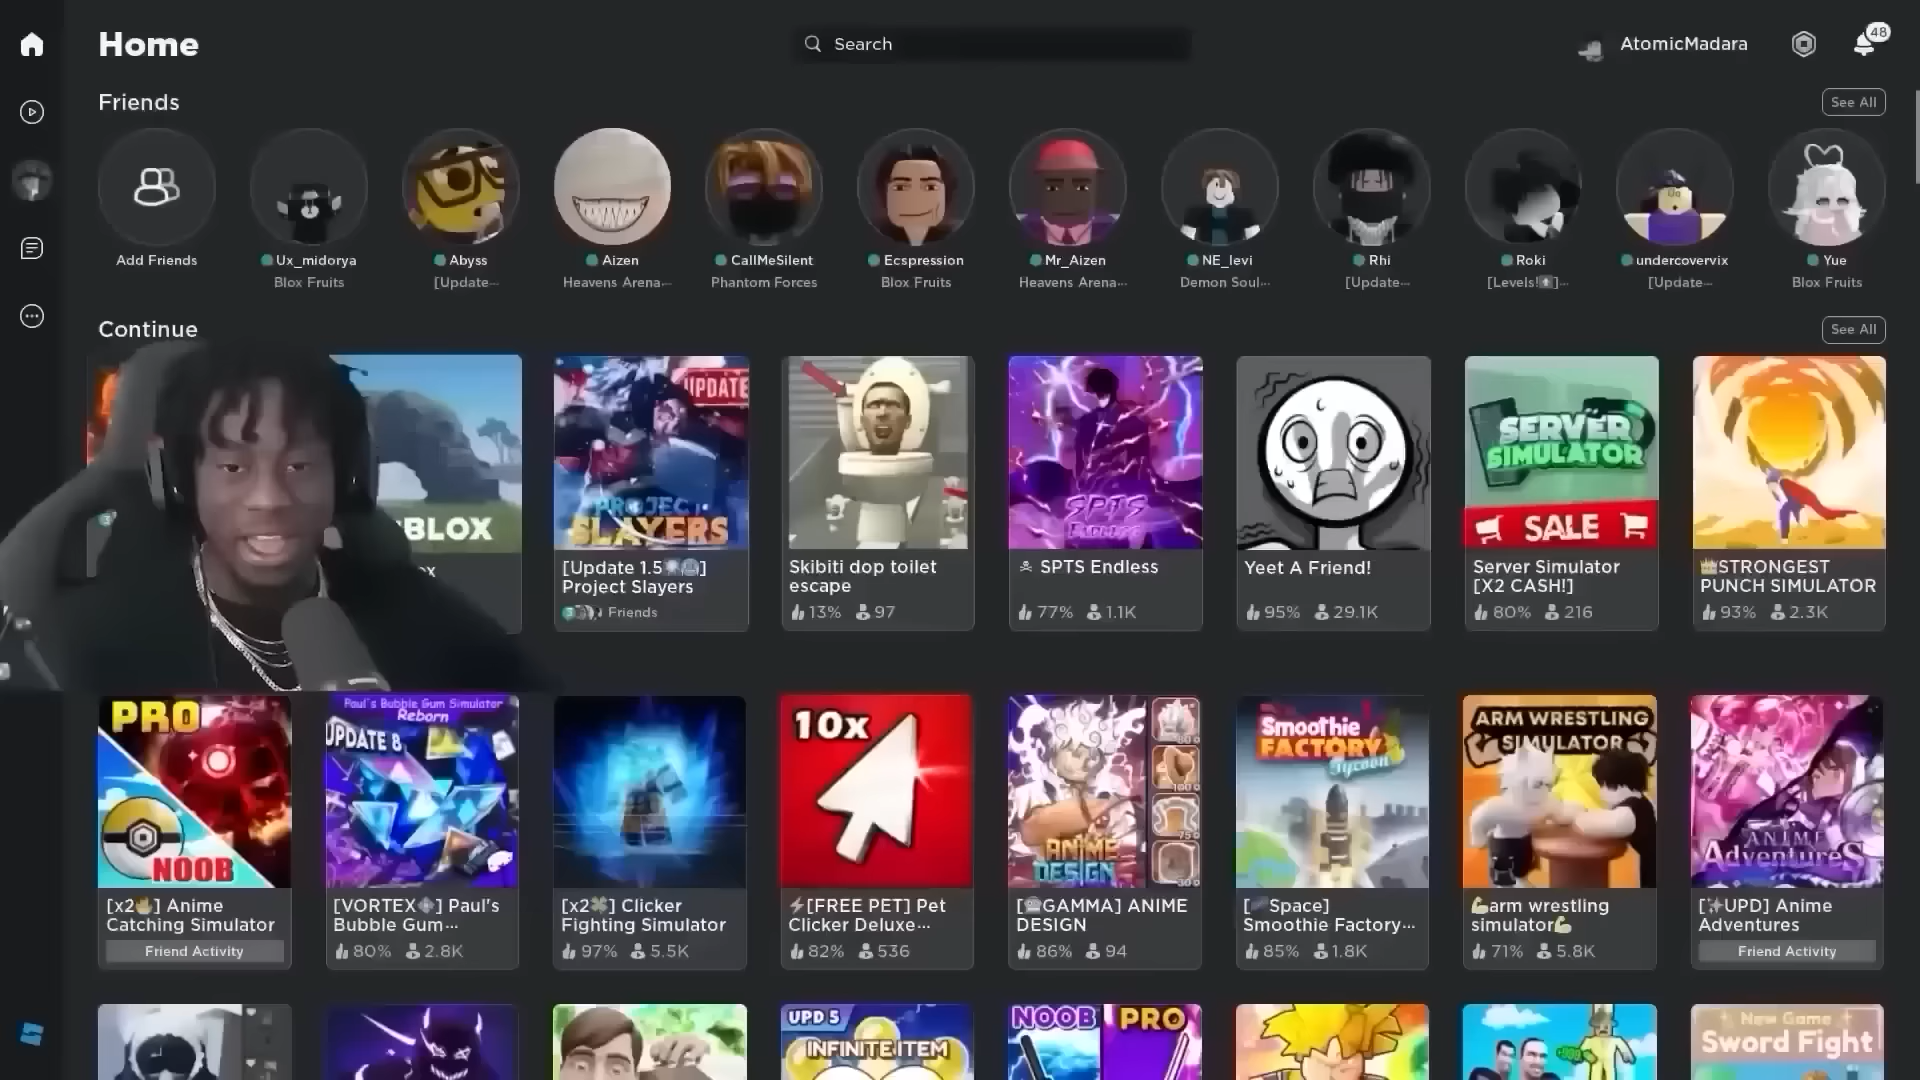 Home
Search
AtomicMadara
48
Friends
See All
Add Friends
Ux_midorya
Blox Fruits
Abyss
[Update...
Aizen
Heavens Arena...
CallMeSilent
Phantom Forces
Ecspression
Blox Fruits
Mr_Aizen
Heavens Arena...
NE_levi
Demon Soul...
Rhi
[Update...
Roki
[Levels!⬆]...
undercovervix
[Update...
Yue
Blox Fruits
Continue
See All
BLOX
UPDATE
PROJECT
SLAYERS
[Update 1.5
Project Slayers
Friends
Skibiti dop toilet
escape
13% 97
SPTS
Endless
☠ SPTS Endless
77% 1.1K
Yeet A Friend!
95% 29.1K
SERVER
SIMULATOR
SALE
Server Simulator
[X2 CASH!]
80% 216
👑STRONGEST
PUNCH SIMULATOR
93% 2.3K
PRO
NOOB
[x2🔥] Anime
Catching Simulator
Friend Activity
Paul's Bubble Gum Simulator
Reborn
UPDATE 8
[VORTEX💠] Paul's
Bubble Gum...
80% 2.8K
[x2🍀] Clicker
Fighting Simulator
97% 5.5K
10x
⚡[FREE PET] Pet
Clicker Deluxe...
82% 536
ANIME
DESIGN
[GAMMA] ANIME
DESIGN
86% 94
Smoothie
FACTORY
Tycoon
[Space]
Smoothie Factory...
85% 1.8K
ARM WRESTLING
SIMULATOR
💪arm wrestling
simulator💪
71% 5.8K
ANIME
AdventureS
[✨UPD] Anime
Adventures
Friend Activity
UPD 5
INFINITE ITEM
NOOB PRO
New Game
Sword Fight